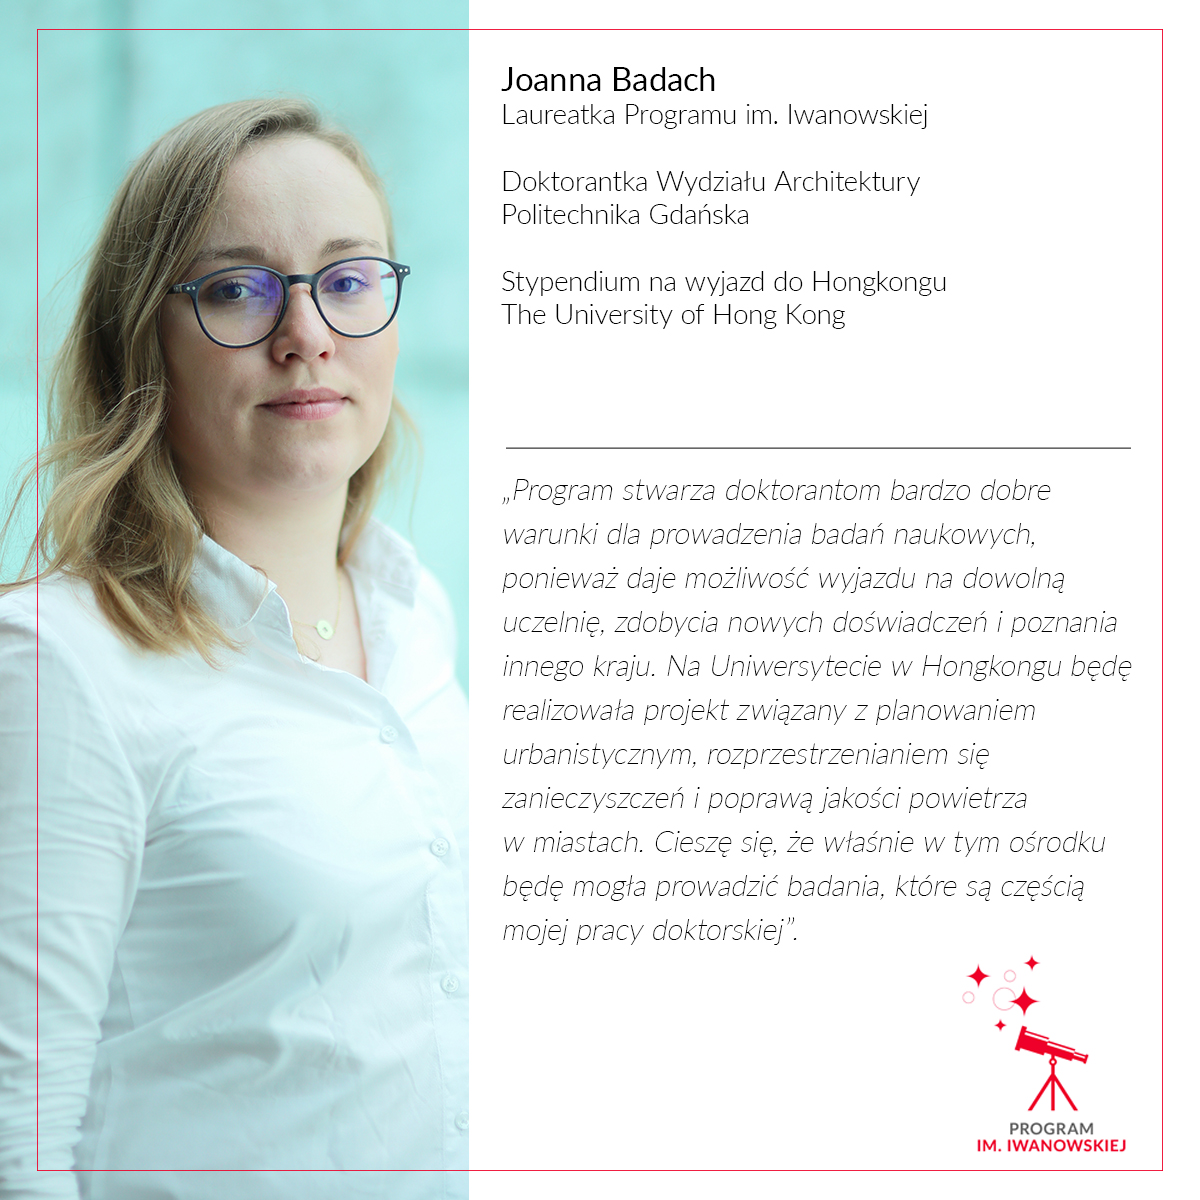 Joanna Badach
Laureatka Programu im. Iwanowskiej
Doktorantka Wydziału Architektury
Politechnika Gdańska
Stypendium na wyjazd do Hongkongu
The University of Hong Kong
„Program stwarza doktorantom bardzo dobre
warunki dla prowadzenia badań naukowych,
ponieważ daje możliwość wyjazdu na dowolną
uczelnię, zdobycia nowych doświadczeń i poznania
innego kraju. Na Uniwersytecie w Hongkongu będę
realizowała projekt związany z planowaniem
urbanistycznym, rozprzestrzenianiem się
zanieczyszczeń i poprawą jakości powietrza
w miastach. Cieszę się, że właśnie w tym ośrodku
będę mogła prowadzić badania, które są częścią
mojej pracy doktorskiej”.
PROGRAM
IM. IWANOWSKIEJ